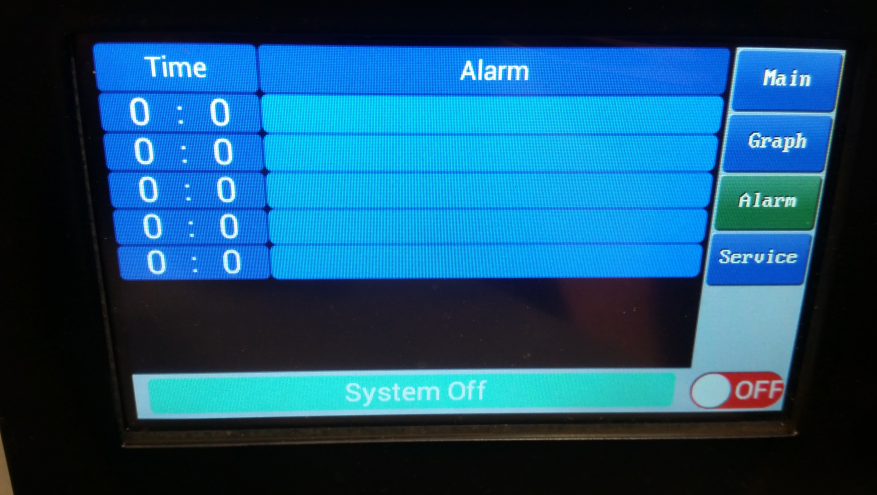 Time Alarm
0 : 0
0 : 0
0 : 0
0 : 0
0 : 0
Main
Graph
Alarm
Service
System Off
OFF